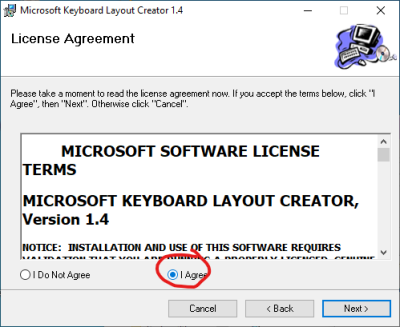 Microsoft Keyboard Layout Creator 1.4
License Agreement
Please take a moment to read the license agreement now. If you accept the terms below, click "I
Agree", then "Next". Otherwise click "Cancel".
MICROSOFT SOFTWARE LICENSE
TERMS
MICROSOFT KEYBOARD LAYOUT CREATOR,
Version 1.4
NOTICE: INSTALLATION AND USE OF THIS SOFTWARE REQUIRES
VALIDATION THAT YOU ARE RUNNING A PROPERLY LICENSED, GENUINE
I Do Not Agree
I Agree
Cancel
< Back
Next >